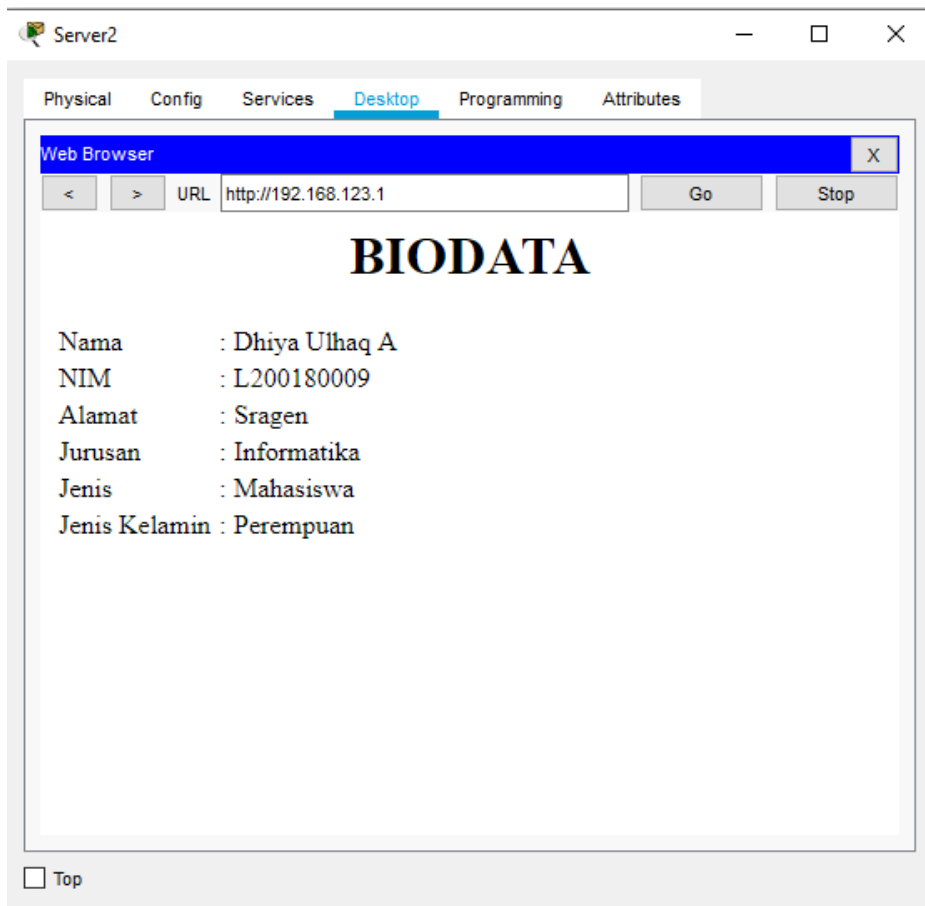 Server2
Physical Config Services Desktop Programming Attributes
Web Browser X
< > URL http://192.168.123.1 Go Stop
BIODATA
Nama : Dhiya Ulhaq A
NIM : L200180009
Alamat : Sragen
Jurusan : Informatika
Jenis : Mahasiswa
Jenis Kelamin : Perempuan
Top